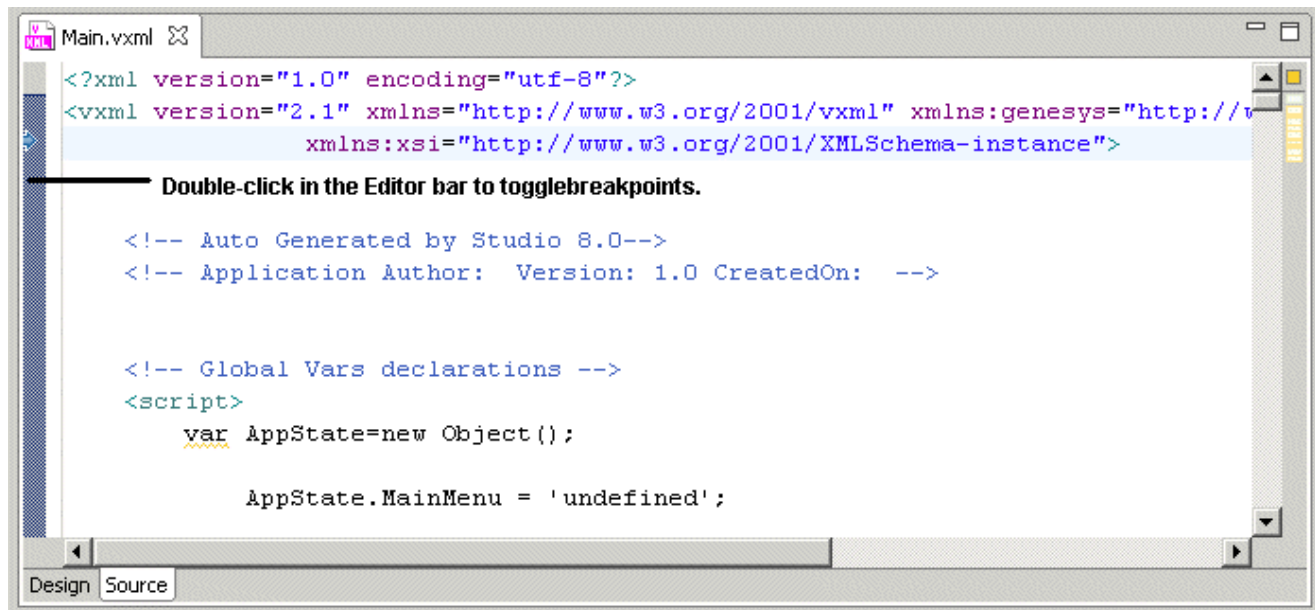 Main.vxml
<?xml version="1.0" encoding="utf-8"?>
<vxml version="2.1" xmlns="http://www.w3.org/2001/vxml" xmlns:genesys="http://w
xmlns:xsi="http://www.w3.org/2001/XMLSchema-instance">
Double-click in the Editor bar to togglebreakpoints.
<!-- Auto Generated by Studio 8.0-->
<!-- Application Author:  Version: 1.0 CreatedOn:  -->
<!-- Global Vars declarations -->
<script>
var AppState=new Object();
AppState.MainMenu = 'undefined';
Design Source